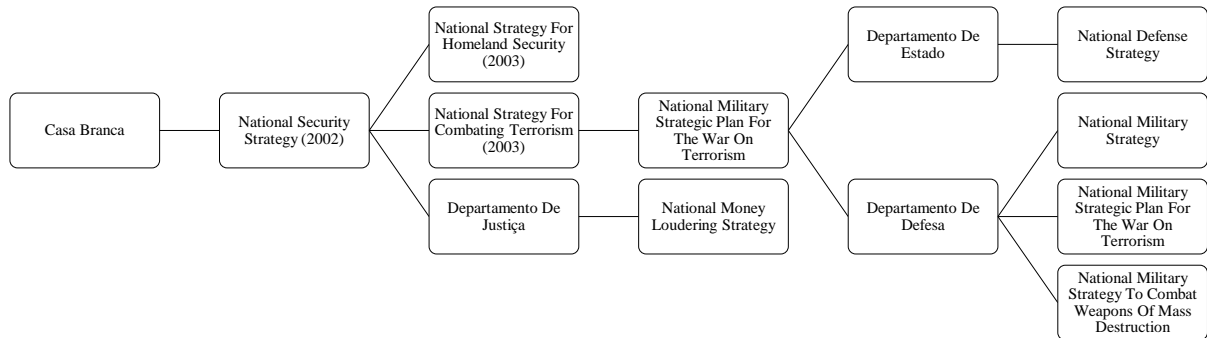 Casa Branca
National Security
Strategy (2002)
National Strategy For
Homeland Security
(2003)
National Strategy For
Combating Terrorism
(2003)
Departamento De
Justiça
National Military
Strategic Plan For
The War On
Terrorism
National Money
Loudering Strategy
Departamento De
Estado
Departamento De
Defesa
National Defense
Strategy
National Military
Strategy
National Military
Strategic Plan For
The War On
Terrorism
National Military
Strategy To Combat
Weapons Of Mass
Destruction